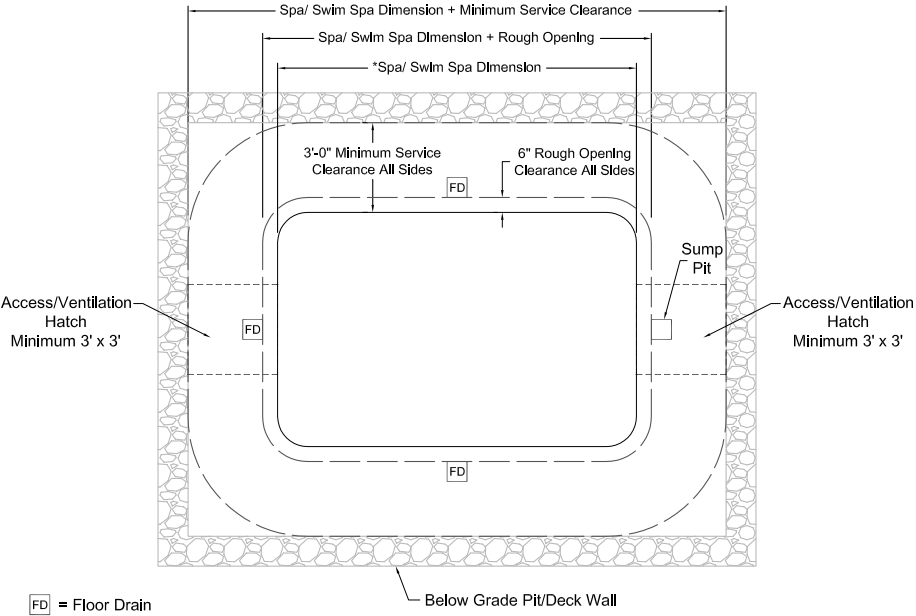 Spa/ Swim Spa Dimension + Minimum Service Clearance
Spa/ Swim Spa Dimension + Rough Opening
*Spa/ Swim Spa Dimension
3'-0" Minimum Service
Clearance All Sides
6" Rough Opening
Clearance All Sides
FD
Sump
Pit
Access/Ventilation
Hatch
Minimum 3' x 3'
FD
Access/Ventilation
Hatch
Minimum 3' x 3'
FD
Below Grade Pit/Deck Wall
FD = Floor Drain